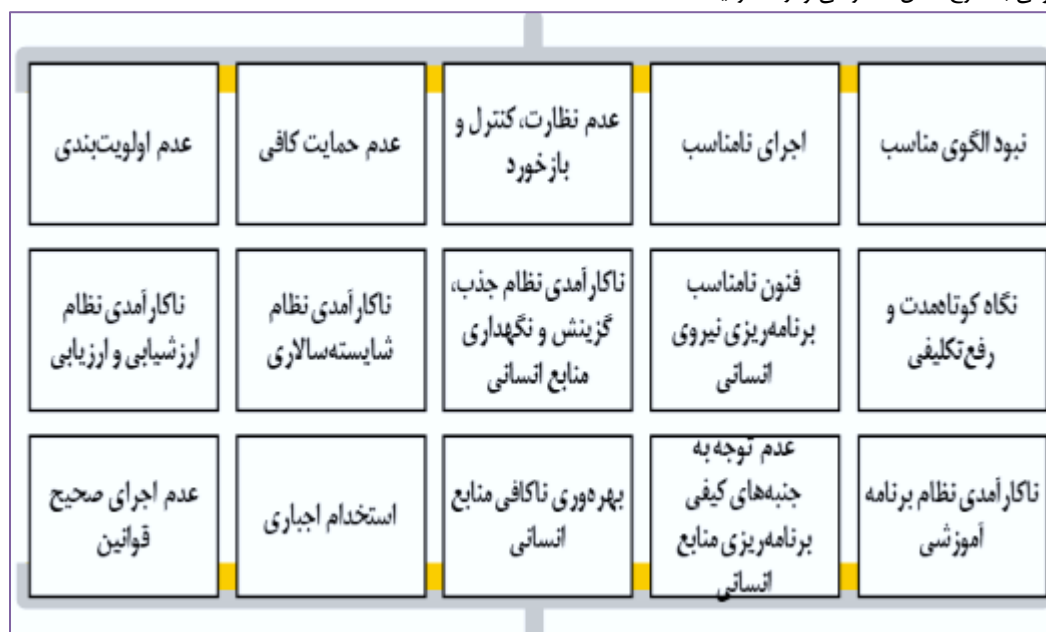 نبود الگوی مناسب
اجرای نامناسب
عدم نظارت، کنترل و
بازخورد
عدم حمایت کافی
عدم اولویت‌بندی
نگاه کوتاه‌مدت و
رفع‌تکلیفی
فنون نامناسب
برنامه‌ریزی نیروی
انسانی
ناکارآمدی نظام جذب،
گزینش و نگهداری
منابع انسانی
ناکارآمدی نظام
شایسته‌سالاری
ناکارآمدی نظام
ارزشیابی و ارزیابی
ناکارآمدی نظام برنامه
آموزشی
عدم توجه به
جنبه‌های کیفی
برنامه‌ریزی منابع
انسانی
بهره‌وری ناکافی منابع
انسانی
استخدام اجباری
عدم اجرای صحیح
قوانین